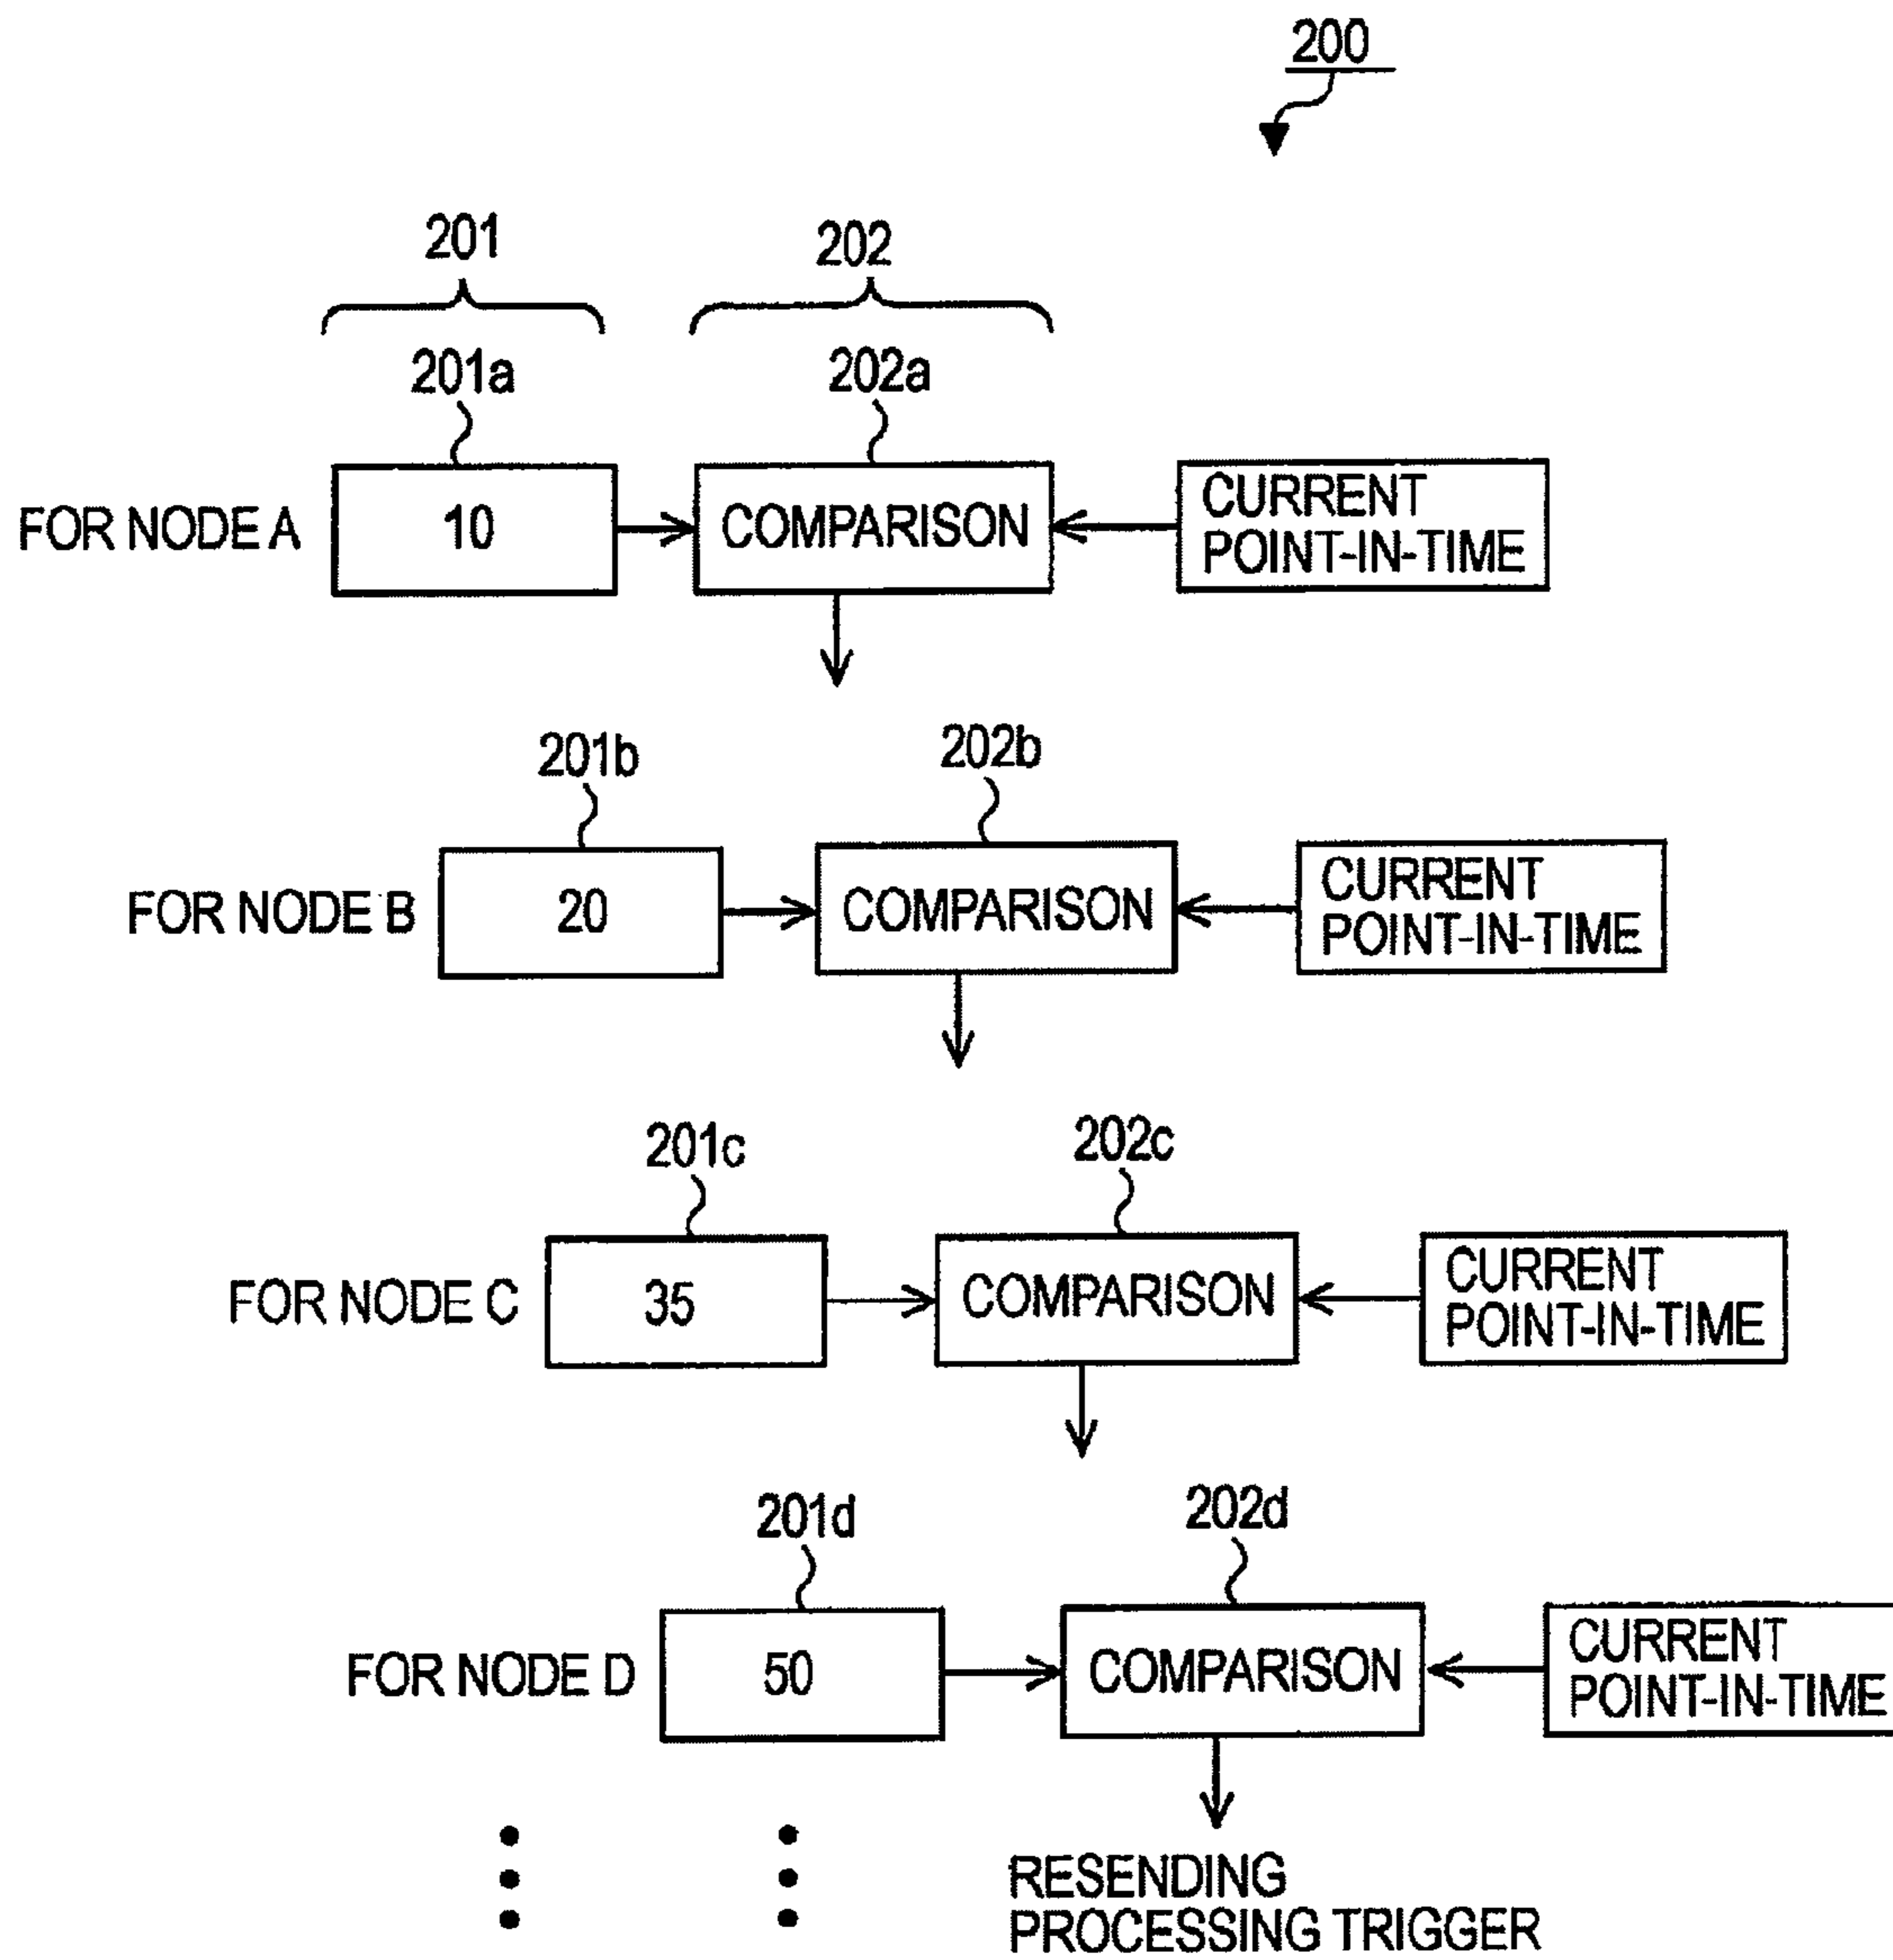 200
201
202
201a
202a
FOR NODE A
10
COMPARISON
CURRENT
POINT-IN-TIME
201b
202b
FOR NODE B
20
COMPARISON
CURRENT
POINT-IN-TIME
201c
202c
FOR NODE C
35
COMPARISON
CURRENT
POINT-IN-TIME
201d
202d
FOR NODE D
50
COMPARISON
CURRENT
POINT-IN-TIME
RESENDING
PROCESSING TRIGGER